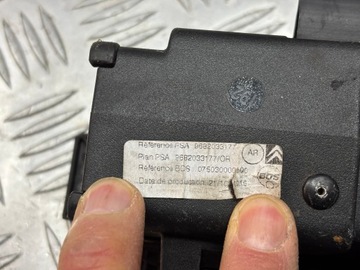 Référence PSA 9682033177
AR
Plan PSA 9682033177/OR
Référence BOS
BOS
Date de production